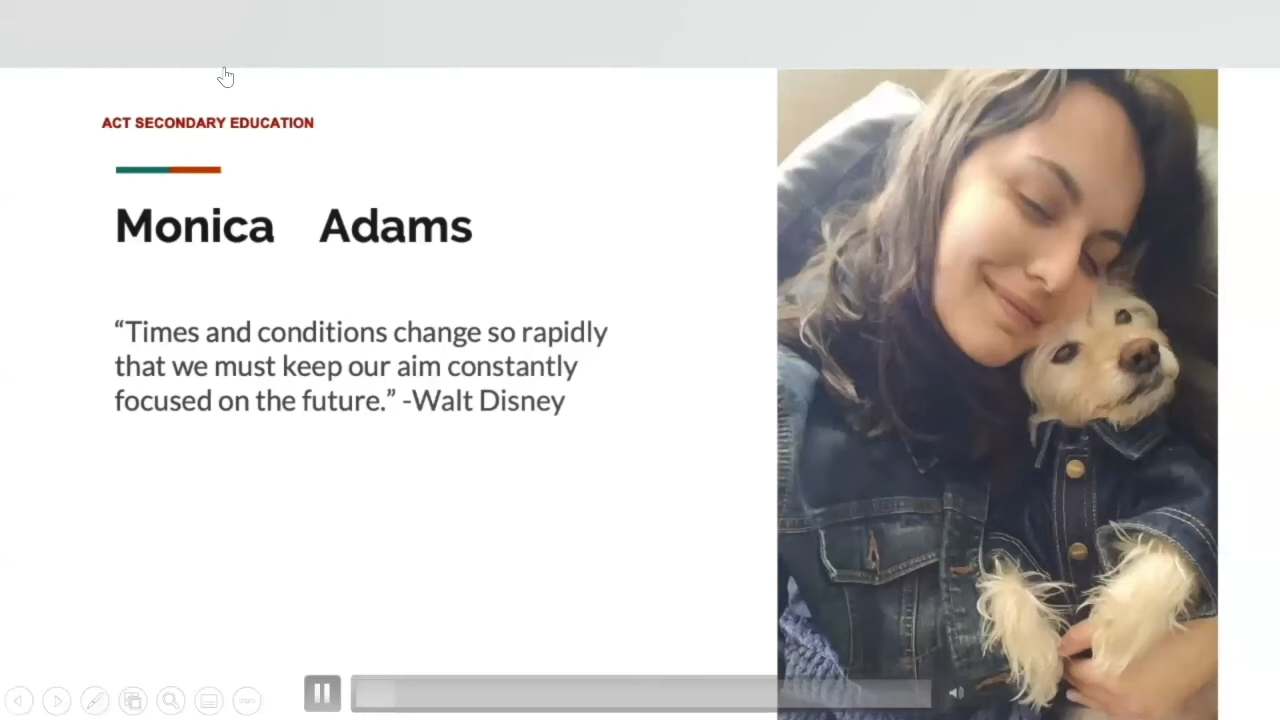 ACT SECONDARY EDUCATION
Monica Adams
“Times and conditions change so rapidly
that we must keep our aim constantly
focused on the future.” -Walt Disney